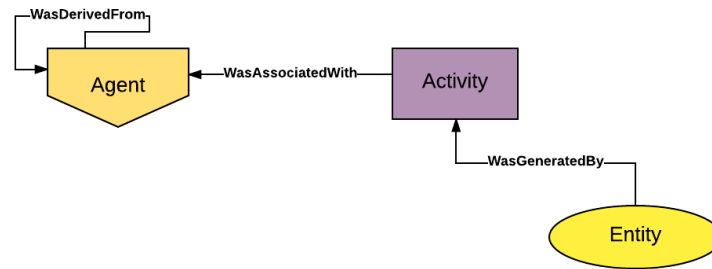 WasDerivedFrom
Agent
WasAssociatedWith
Activity
WasGeneratedBy
Entity